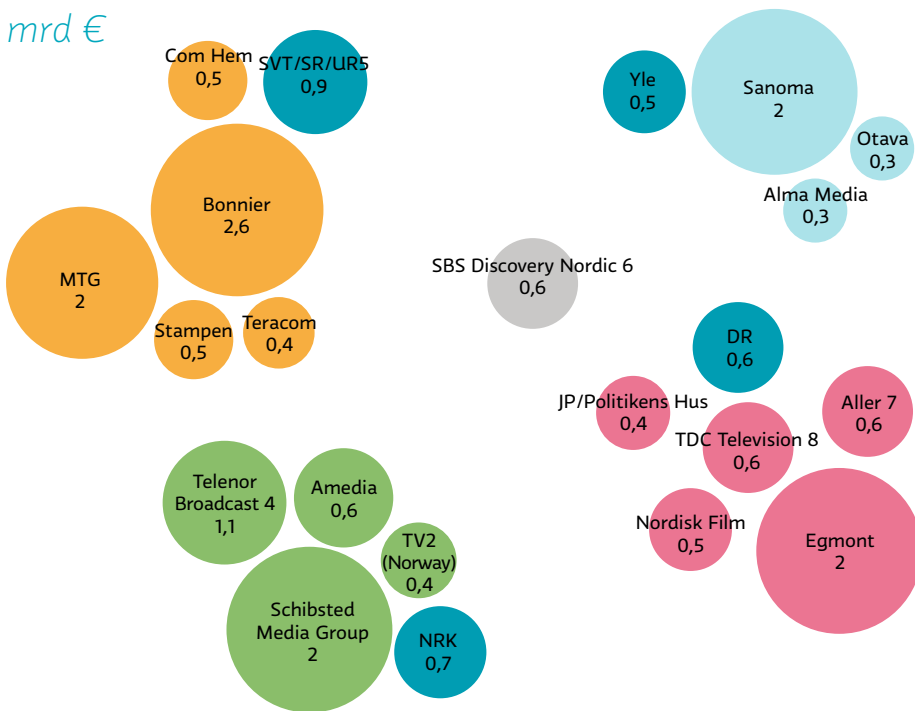 mrd €
Com Hem
0,5
SVT/SR/UR5
0,9
Bonnier
2,6
MTG
2
Stampen
0,5
Teracom
0,4
Yle
0,5
Sanoma
2
Otava
0,3
Alma Media
0,3
SBS Discovery Nordic 6
0,6
DR
0,6
JP/Politikens Hus
0,4
Aller 7
0,6
TDC Television 8
0,6
Nordisk Film
0,5
Egmont
2
Telenor
Broadcast 4
1,1
Amedia
0,6
TV2
(Norway)
0,4
Schibsted
Media Group
2
NRK
0,7